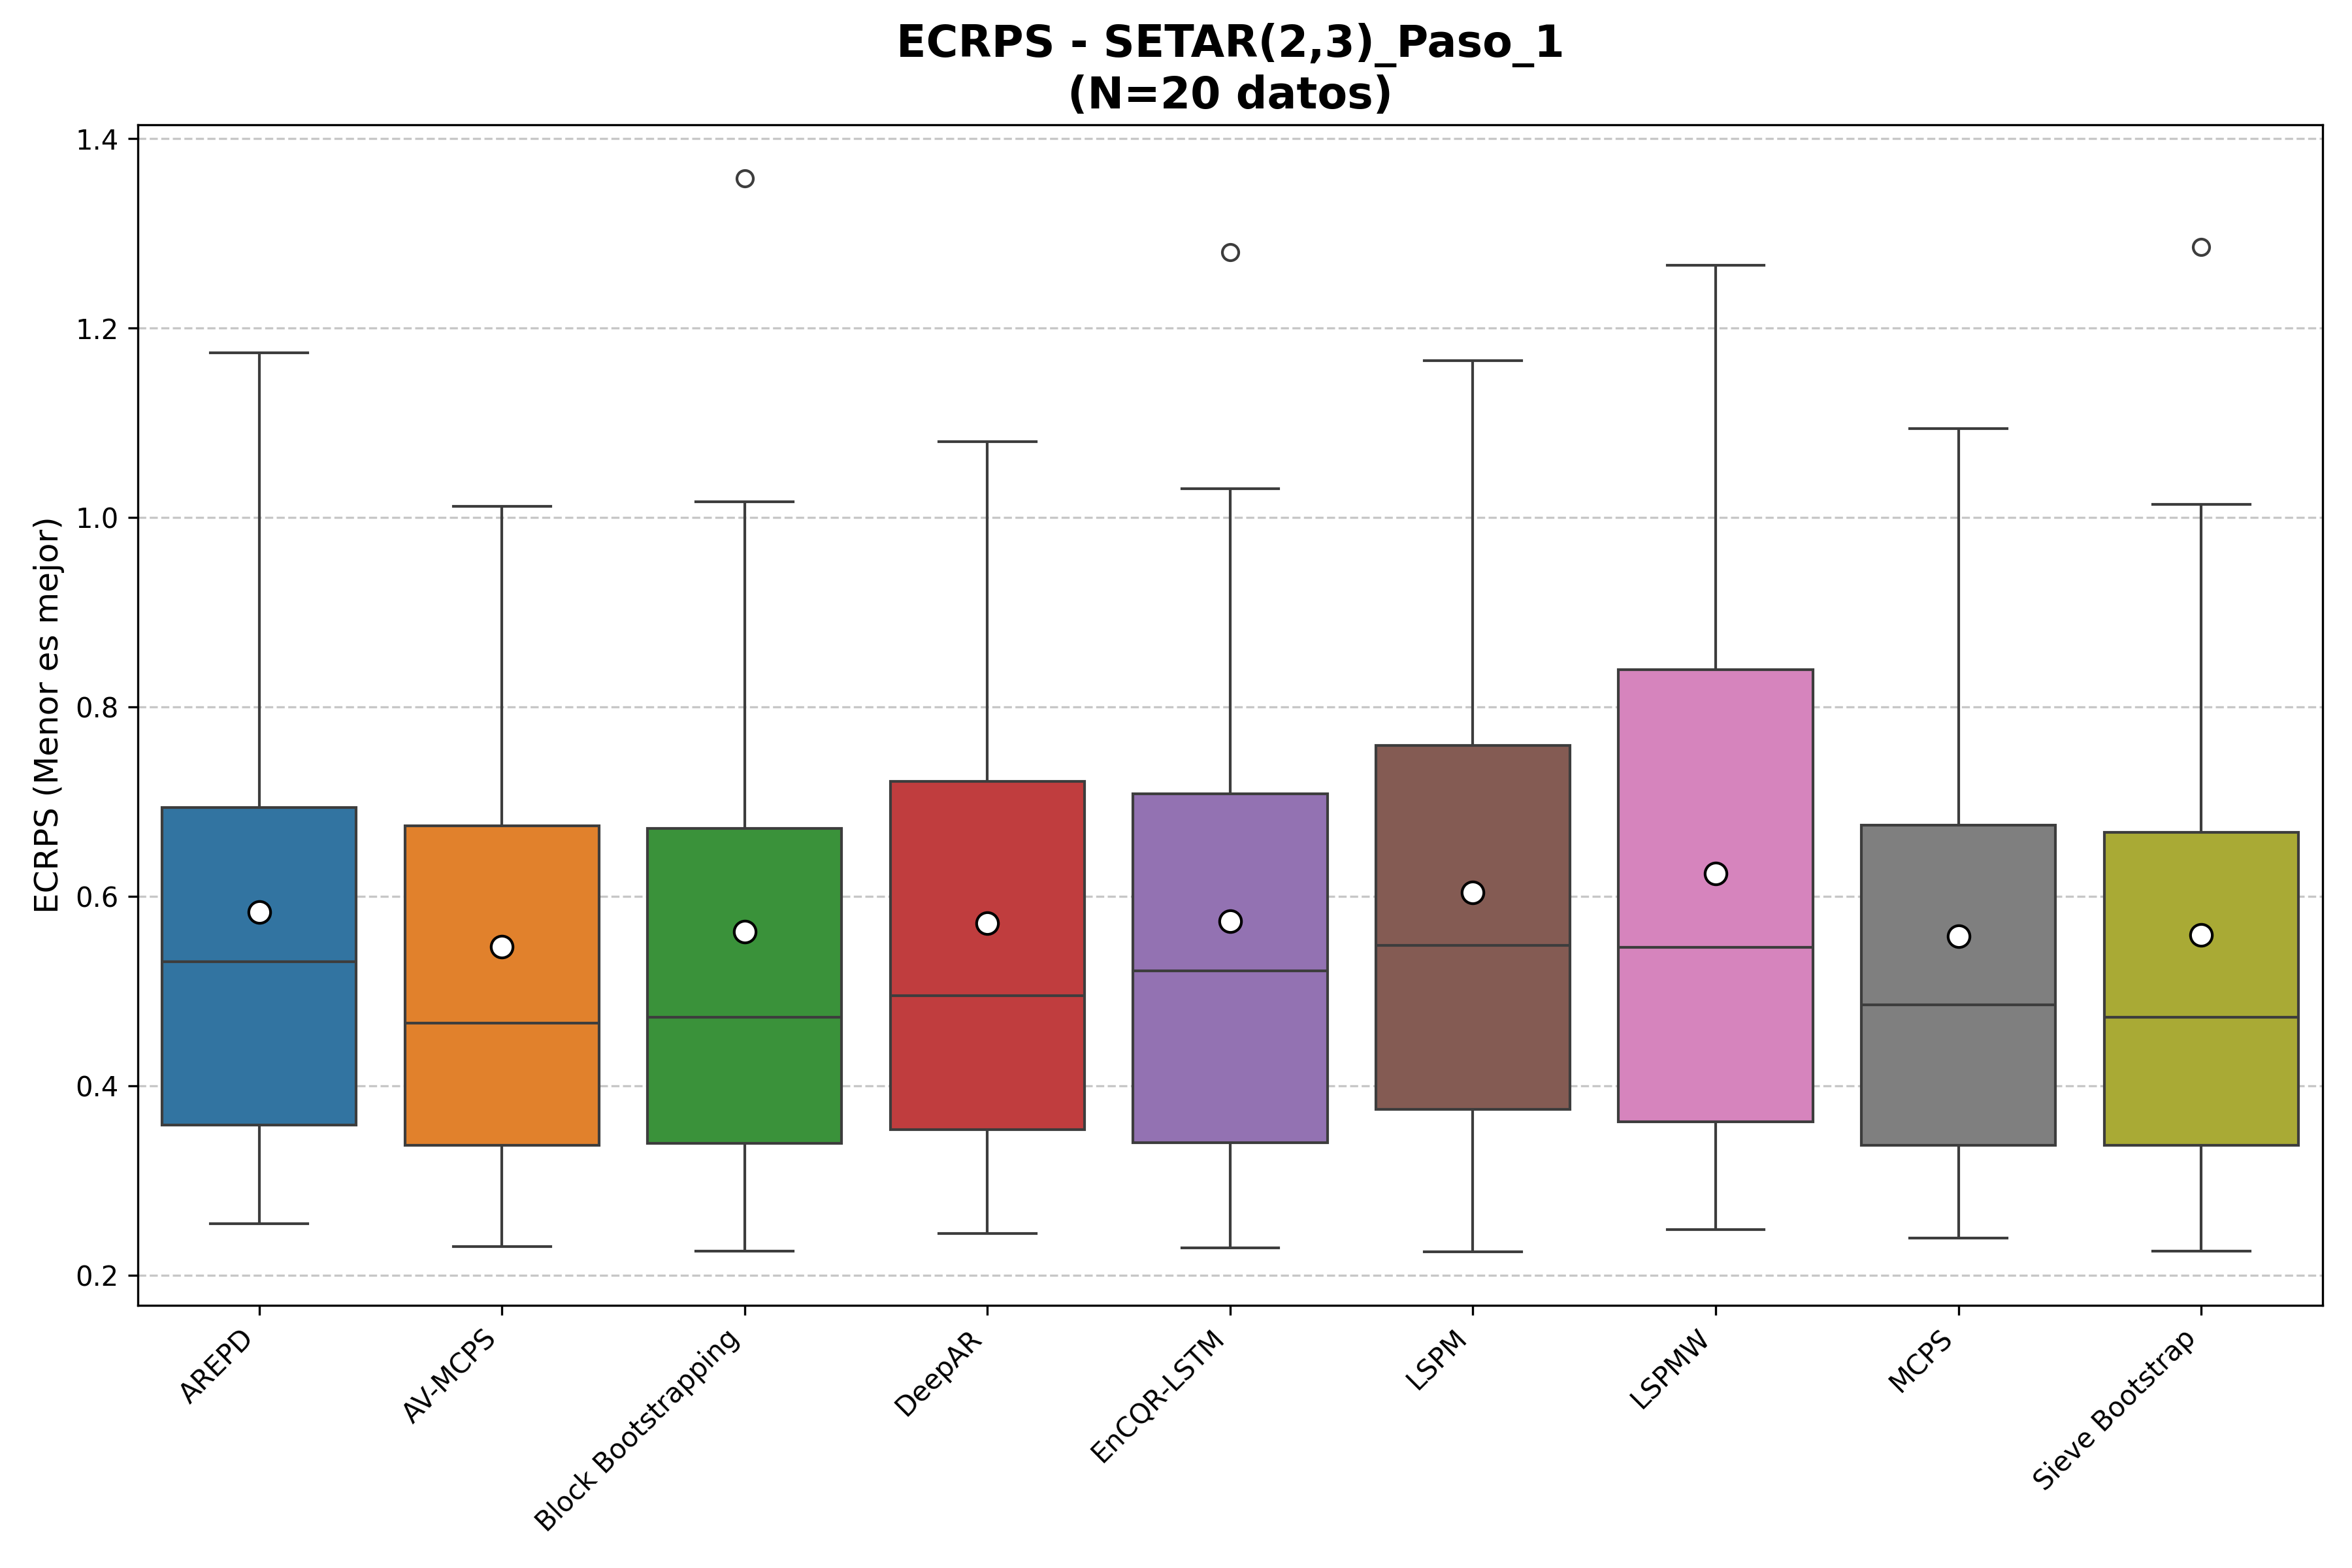 ECRPS - SETAR(2,3)_Paso_1
(N=20 datos)
ECRPS (Menor es mejor)
1.4
1.2
1.0
0.8
0.6
0.4
0.2
AREPD
AV-MCPS
Block Bootstrapping
DeepAR
EnCQR-LSTM
LSPM
LSPMW
MCPS
Sieve Bootstrap